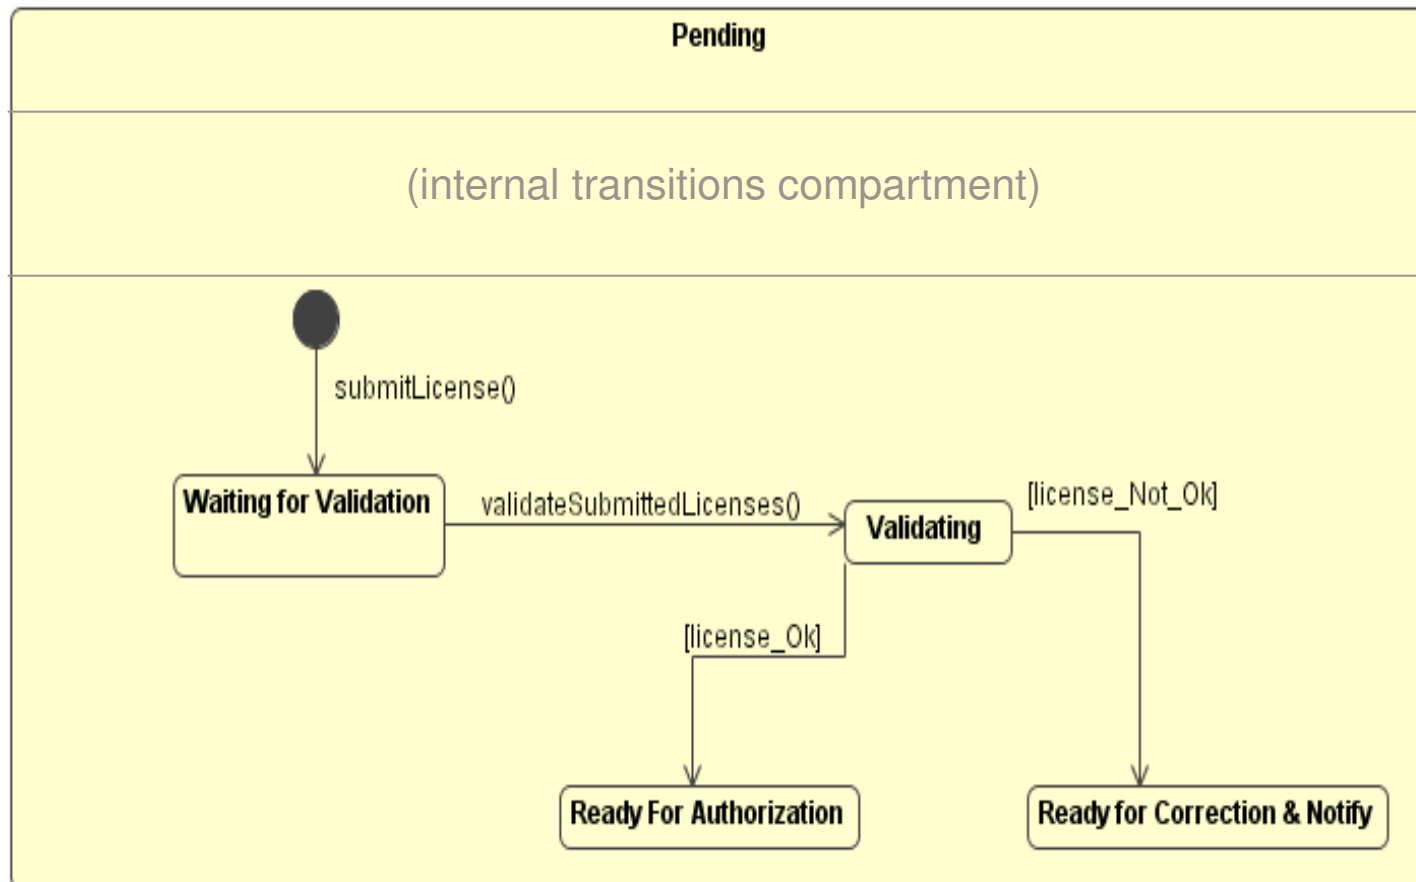 Pending
(internal transitions compartment)
submitLicense()
Waiting for Validation
validateSubmittedLicenses()
Validating
[license_Not_Ok]
[license_Ok]
Ready For Authorization
Ready for Correction & Notify